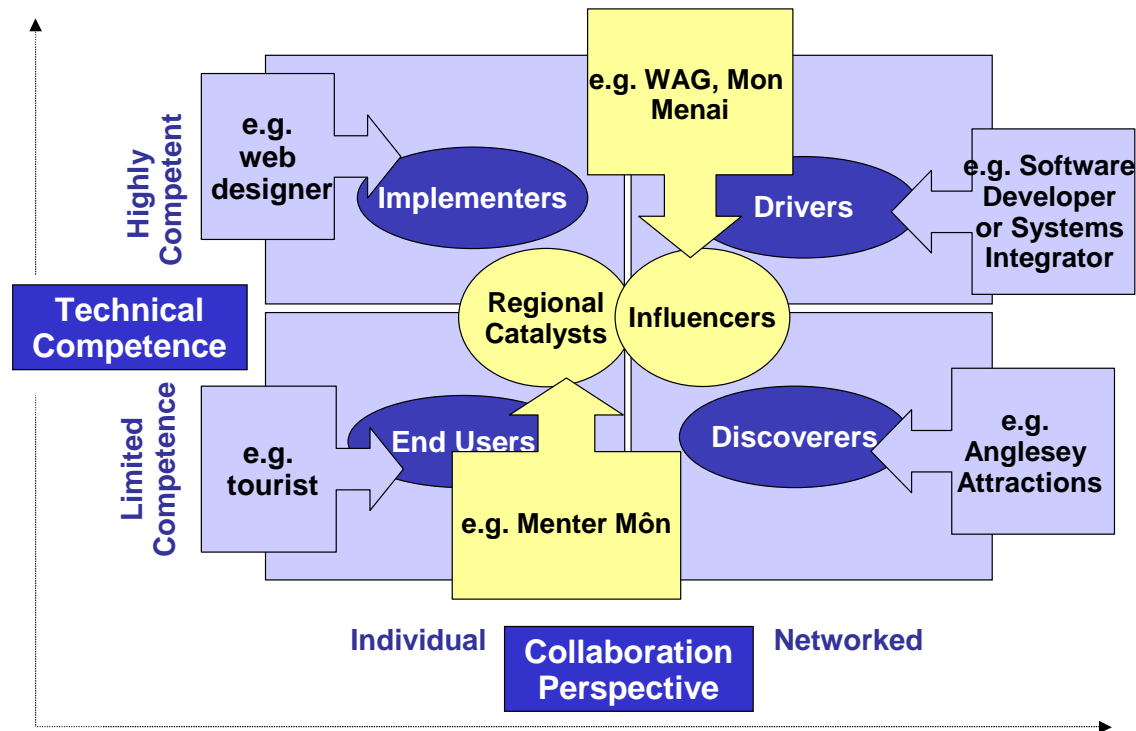 e.g. WAG, Mon
Menai
e.g.
web
designer
Highly
Competent
Implementers
Drivers
e.g. Software
Developer
or Systems
Integrator
Technical
Competence
Regional
Catalysts
Influencers
Limited
Competence
e.g.
tourist
End Users
Discoverers
e.g.
Anglesey
Attractions
e.g. Menter Môn
Individual
Networked
Collaboration
Perspective